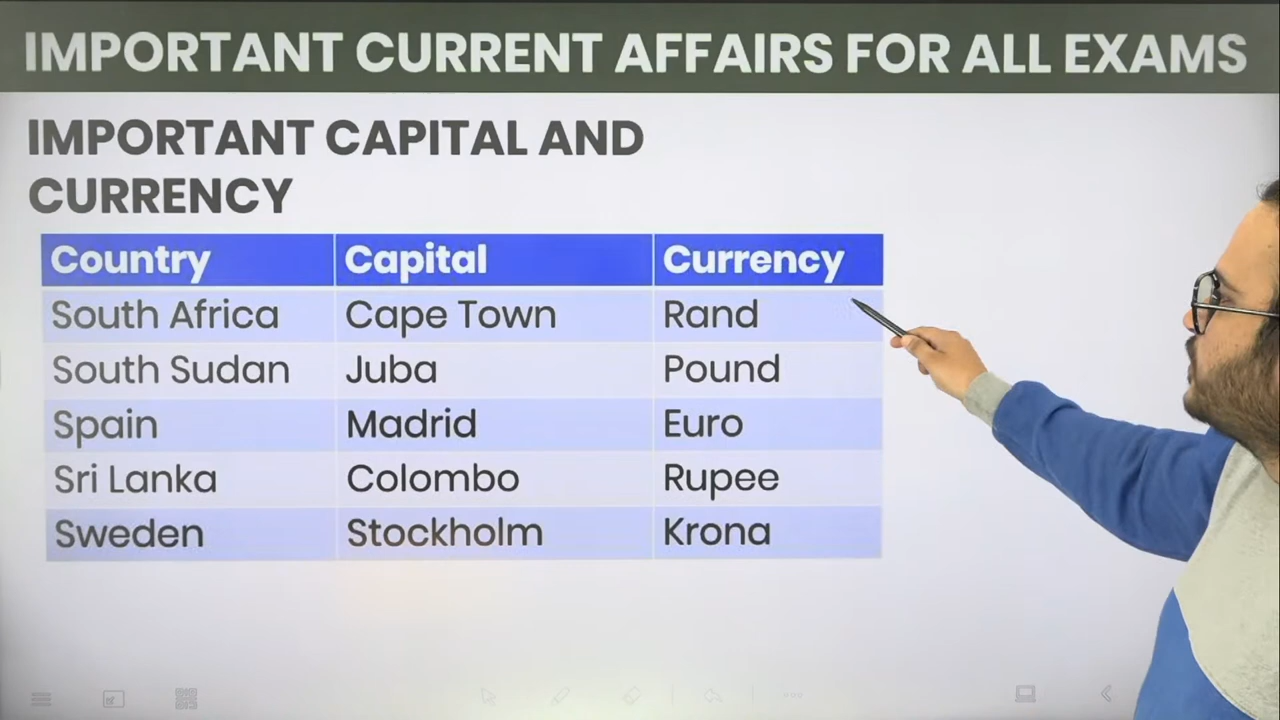 IMPORTANT CURRENT AFFAIRS FOR ALL EXAMS
IMPORTANT CAPITAL AND
CURRENCY
Country Capital Currency
South Africa Cape Town Rand
South Sudan Juba Pound
Spain Madrid Euro
Sri Lanka Colombo Rupee
Sweden Stockholm Krona